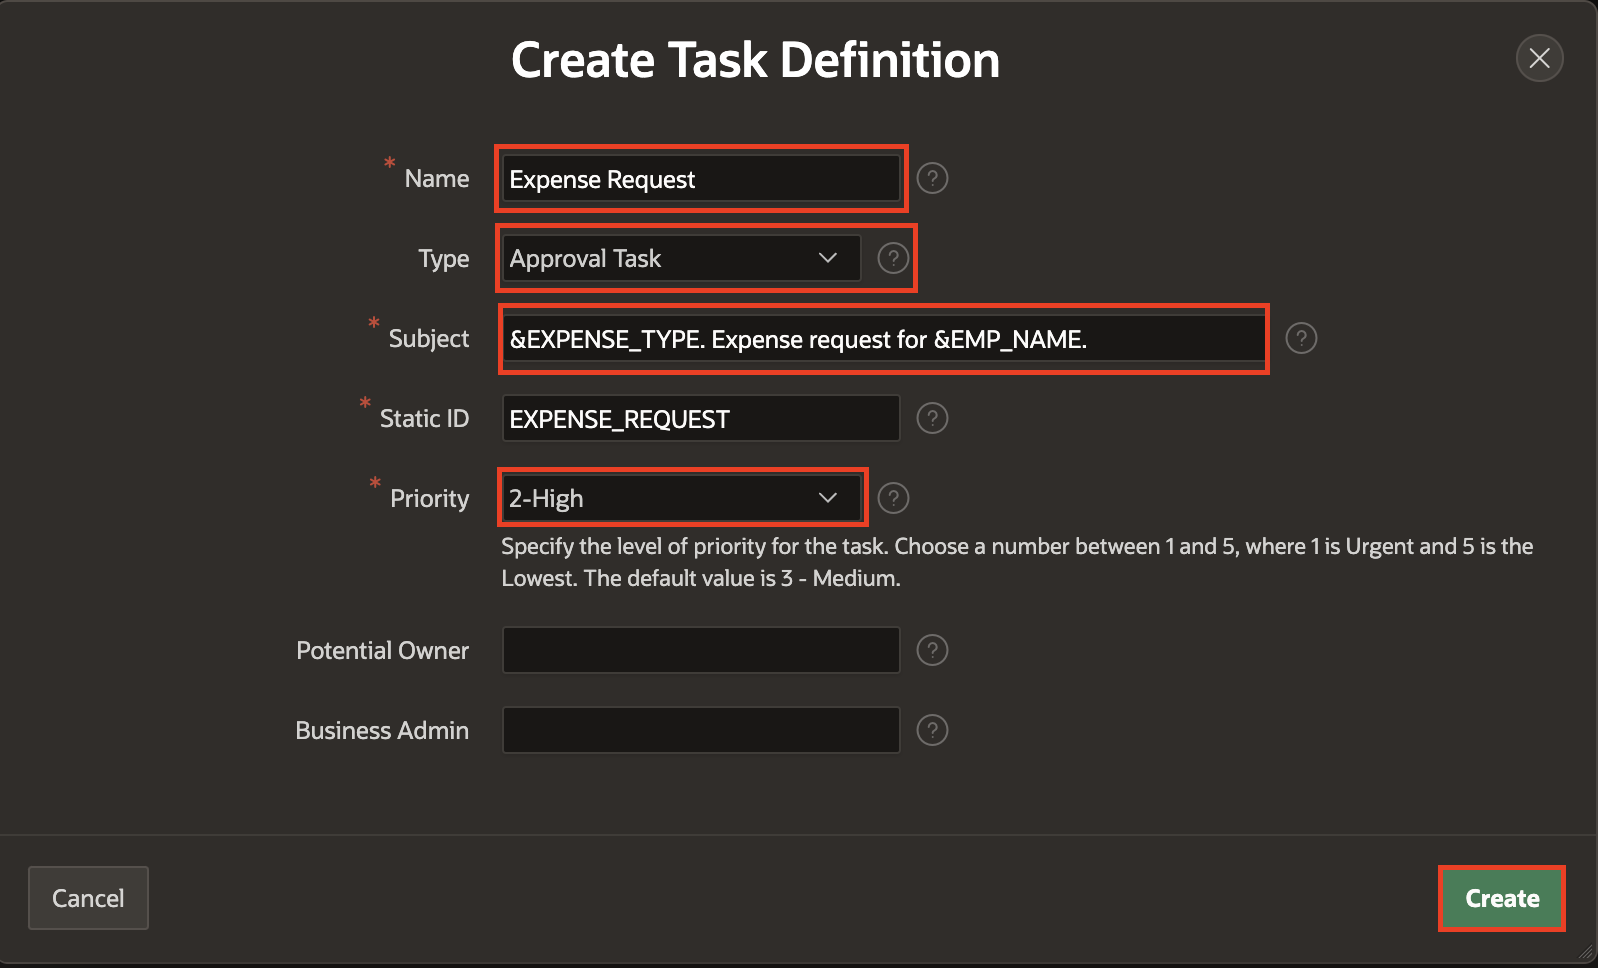 Create Task Definition
* Name Expense Request ?
Type Approval Task ?
* Subject &EXPENSE_TYPE. Expense request for &EMP_NAME. ?
* Static ID EXPENSE_REQUEST ?
* Priority 2-High ?
Specify the level of priority for the task. Choose a number between 1 and 5, where 1 is Urgent and 5 is the
Lowest. The default value is 3 - Medium.
Potential Owner ?
Business Admin ?
Cancel Create